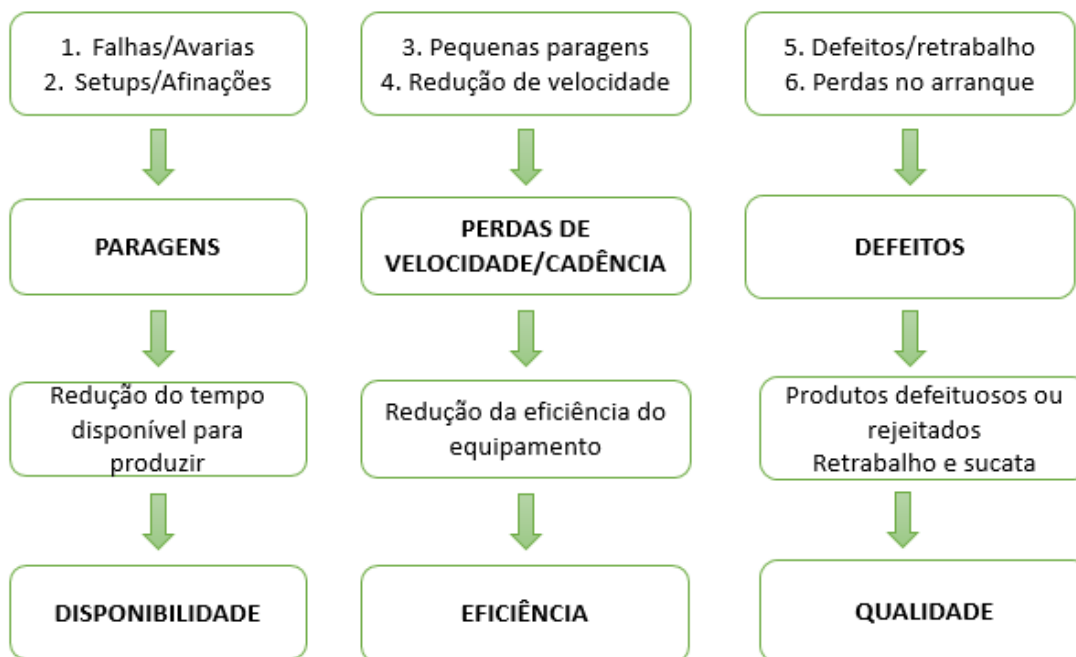 1. Falhas/Avarias
2. Setups/Afinações
3. Pequenas paragens
4. Redução de velocidade
5. Defeitos/retrabalho
6. Perdas no arranque
PARAGENS
PERDAS DE
VELOCIDADE/CADÊNCIA
DEFEITOS
Redução do tempo
disponível para
produzir
Redução da eficiência do
equipamento
Produtos defeituosos ou
rejeitados
Retrabalho e sucata
DISPONIBILIDADE
EFICIÊNCIA
QUALIDADE